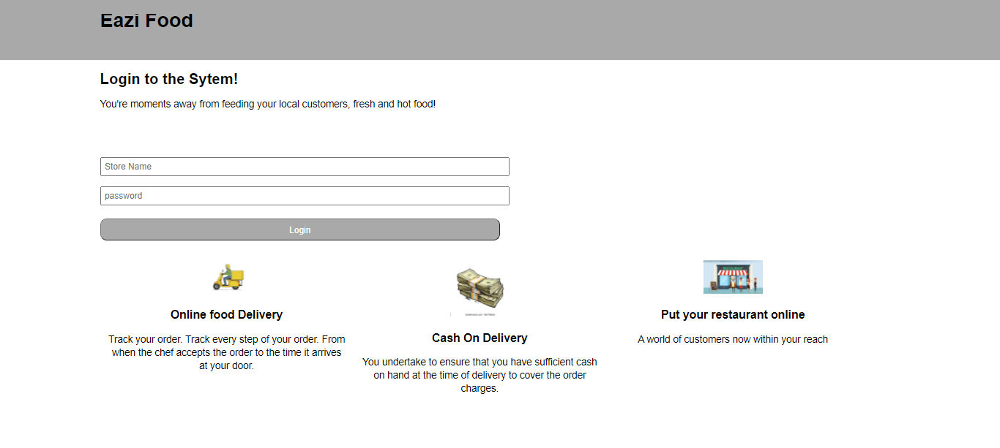 Eazi Food
Login to the Sytem!
You're moments away from feeding your local customers, fresh and hot food!
Store Name
password
Login
Online food Delivery
Track your order. Track every step of your order. From
when the chef accepts the order to the time it arrives
at your door.
Cash On Delivery
You undertake to ensure that you have sufficient cash
on hand at the time of delivery to cover the order
charges.
Put your restaurant online
A world of customers now within your reach